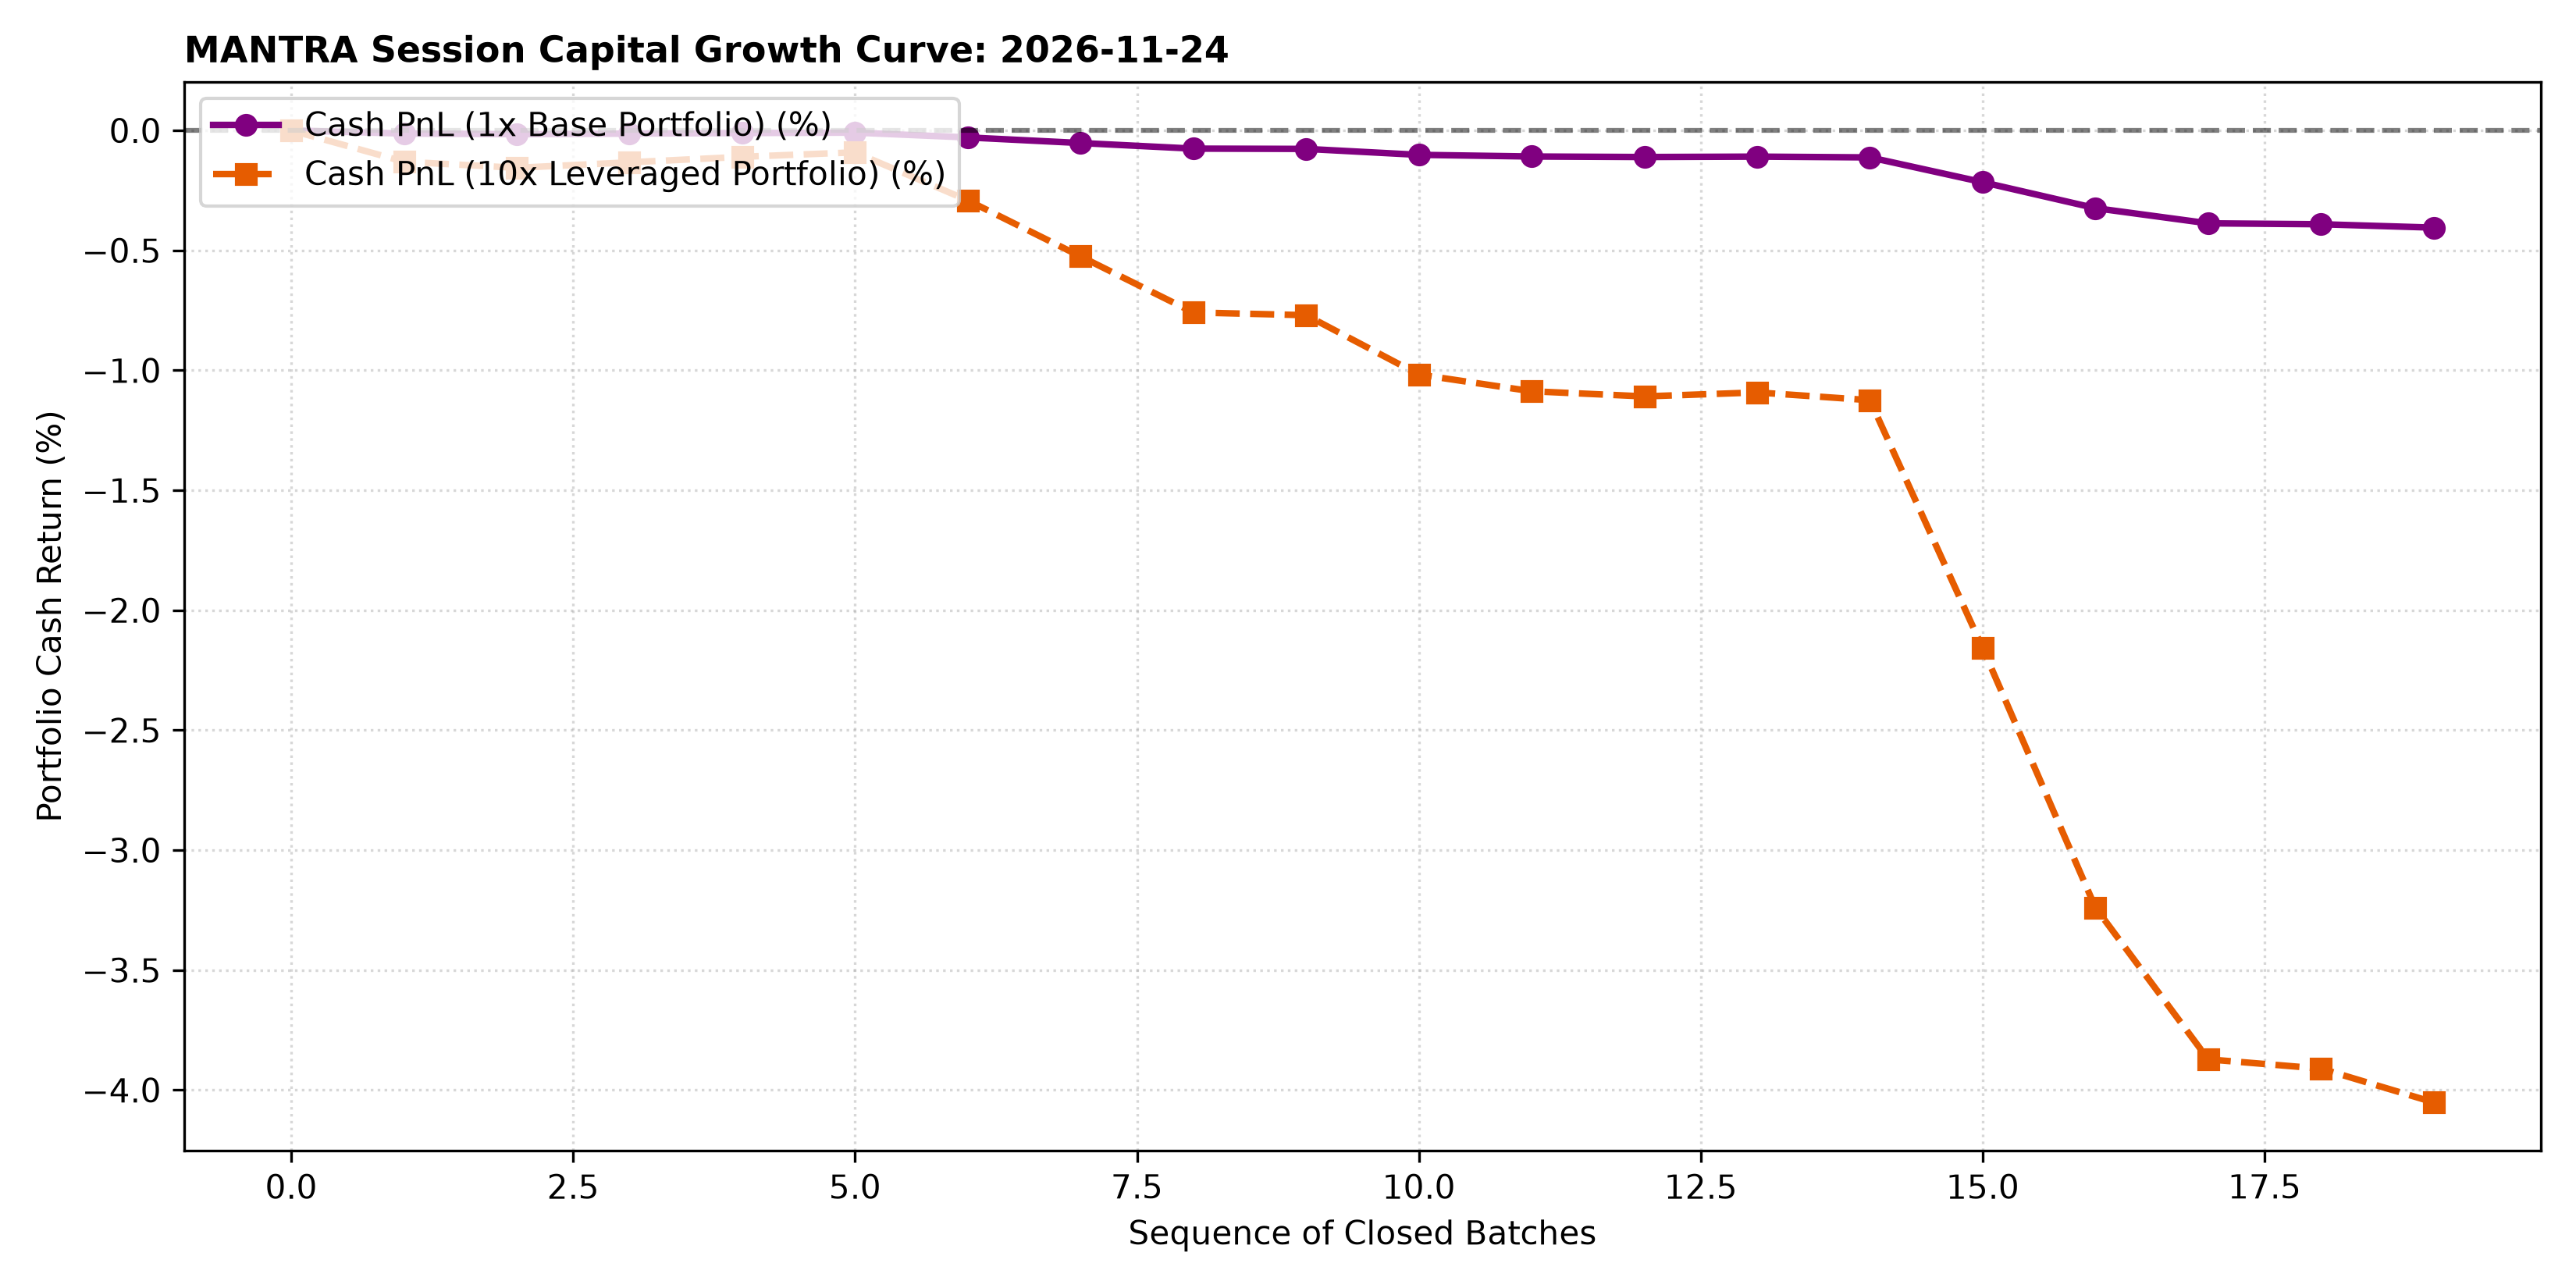 MANTRA Session Capital Growth Curve: 2026-11-24
Cash PnL (1x Base Portfolio) (%)
Cash PnL (10x Leveraged Portfolio) (%)
Portfolio Cash Return (%)
0.0
−0.5
−1.0
−1.5
−2.0
−2.5
−3.0
−3.5
−4.0
0.0 2.5 5.0 7.5 10.0 12.5 15.0 17.5
Sequence of Closed Batches